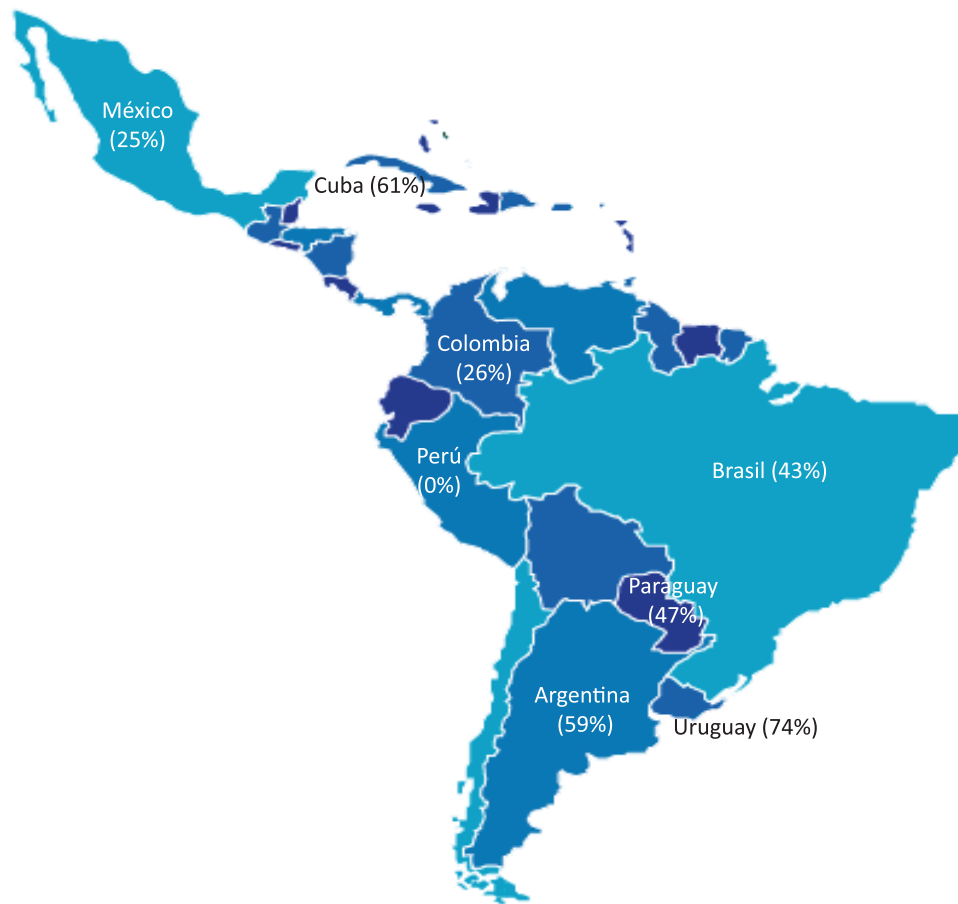 México
(25%)
Cuba (61%)
Colombia
(26%)
Perú
(0%)
Brasil (43%)
Paraguay
(47%)
Argentina
(59%)
Uruguay (74%)